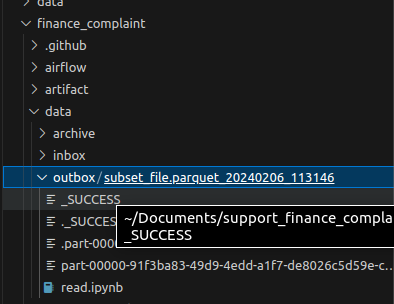 data
finance_complaint
.github
airflow
artifact
data
archive
inbox
outbox/subset_file.parquet_20240206_113146
_SUCCESS
._SUCCE
~/Documents/support_finance_complai
_SUCCESS
.part-0000
part-00000-91f3ba83-49d9-4edd-a1f7-de8026c5d59e-c...
read.ipynb